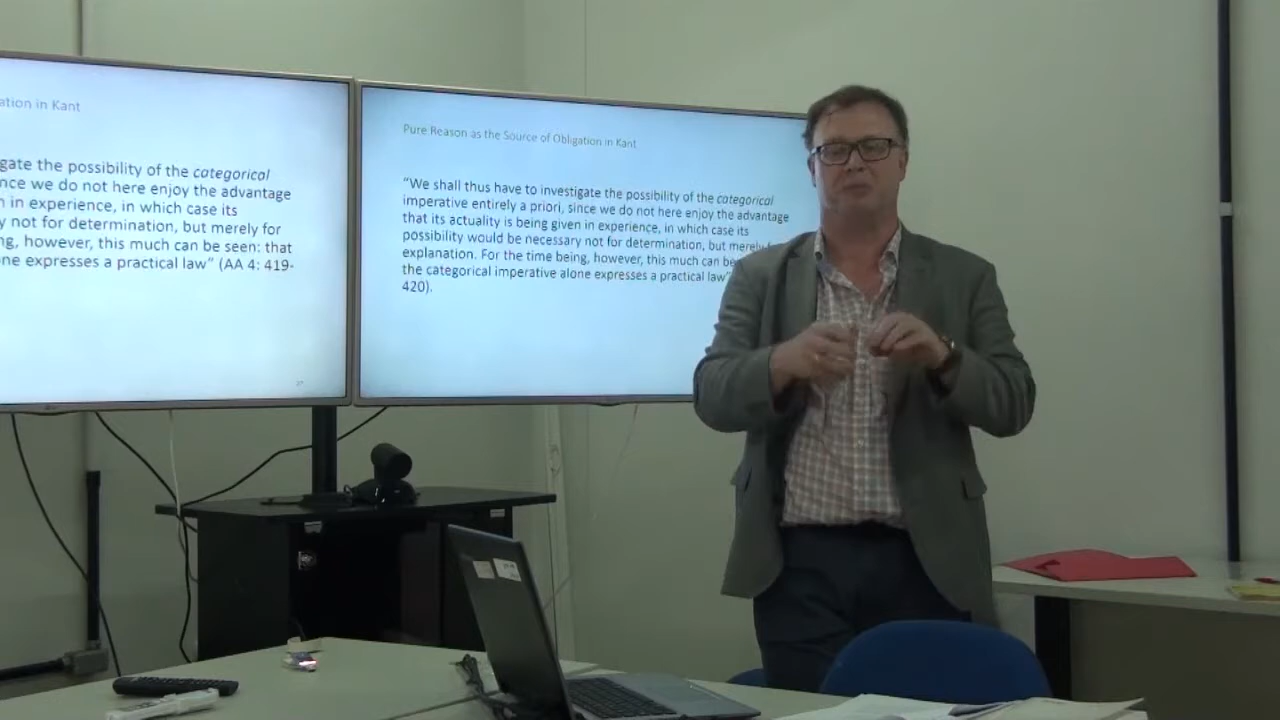 ation in Kant
gate the possibility of the categorical
nce we do not here enjoy the advantage
n in experience, in which case its
y not for determination, but merely for
ng, however, this much can be seen: that
one expresses a practical law” (AA 4: 419-
Pure Reason as the Source of Obligation in Kant
“We shall thus have to investigate the possibility of the categorical
imperative entirely a priori, since we do not here enjoy the advantage
that its actuality is being given in experience, in which case its
possibility would be necessary not for determination, but merely f
explanation. For the time being, however, this much can be
the categorical imperative alone expresses a practical law”
420).